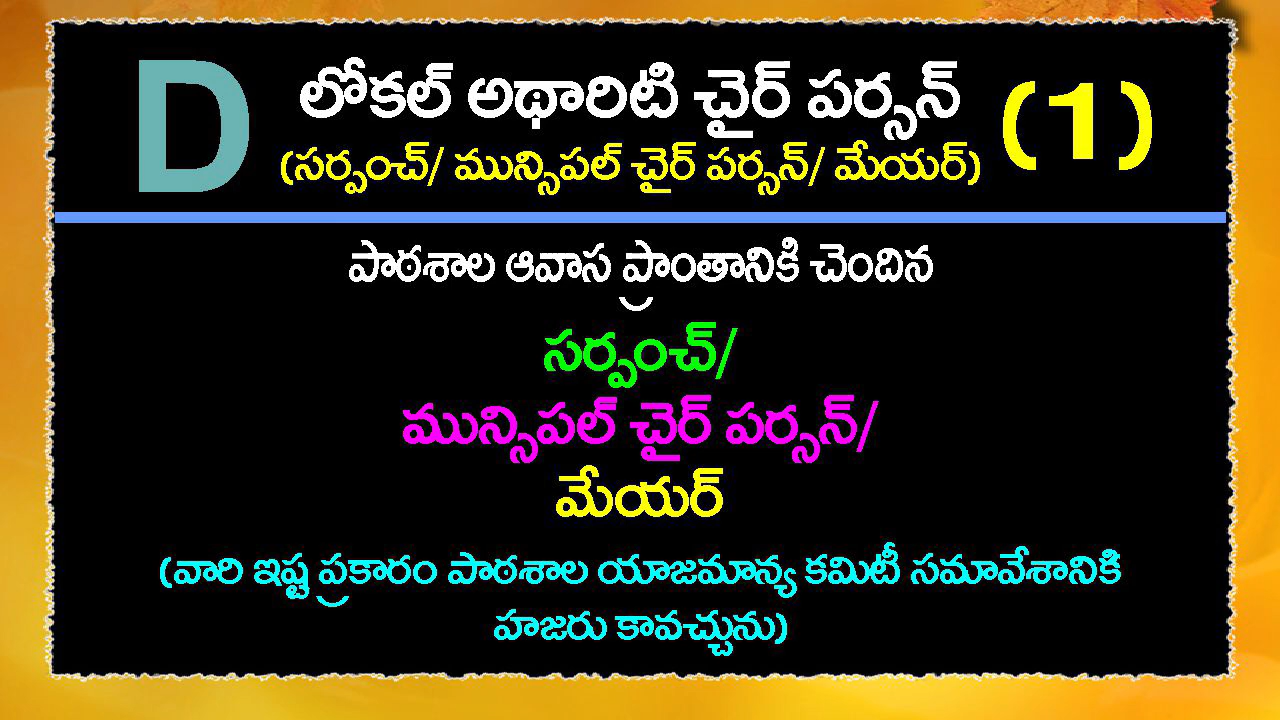 D లోకల్ అథారిటి ఛైర్ పర్సన్ (1)
(సర్పంచ్/ మున్సిపల్ ఛైర్ పర్సన్/ మేయర్)
పాఠశాల ఆవాస ప్రాంతానికి చెందిన
సర్పంచ్/
మున్సిపల్ ఛైర్ పర్సన్/
మేయర్
(వారి ఇష్ట ప్రకారం పాఠశాల యాజమాన్య కమిటీ సమావేశానికి
హజరు కావచ్చును)